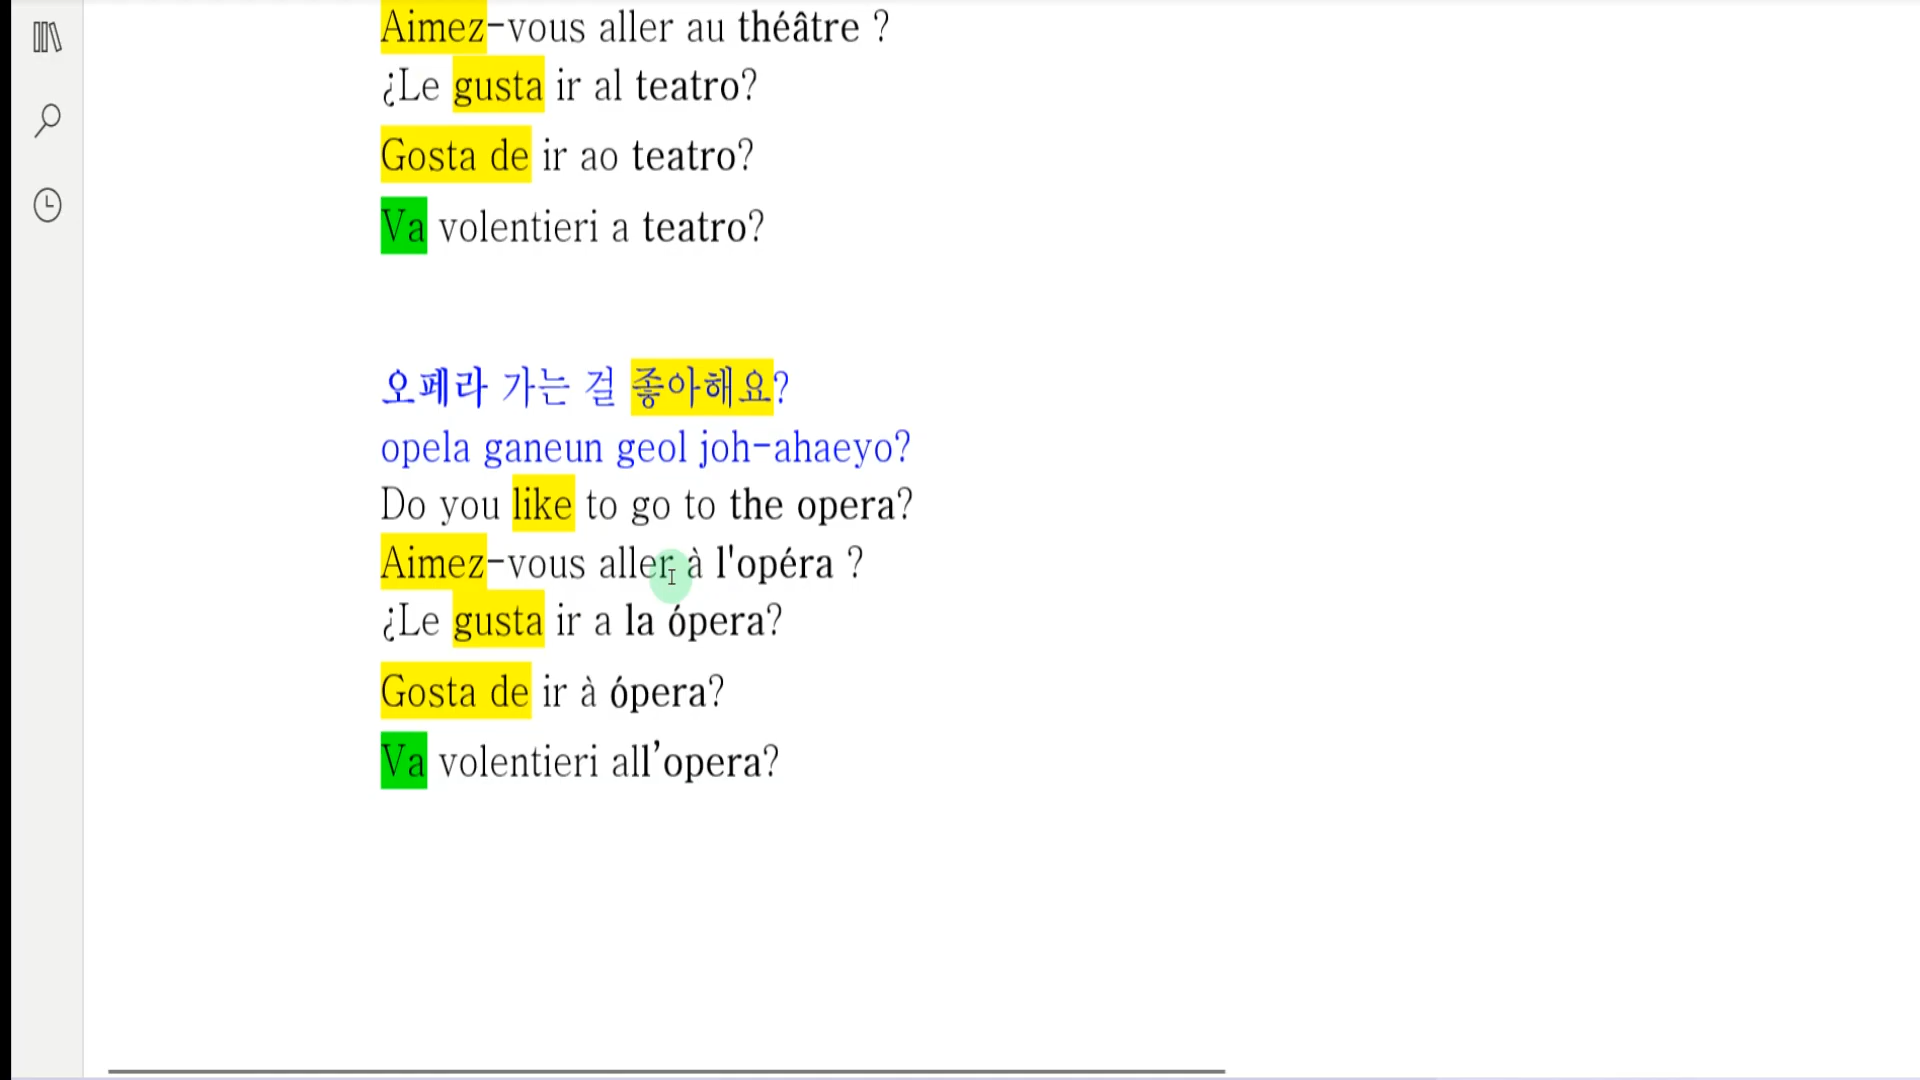 Aimez-vous aller au théâtre ?
¿Le gusta ir al teatro?
Gosta de ir ao teatro?
Va volentieri a teatro?
오페라 가는 걸 좋아해요?
opela ganeun geol joh-ahaeyo?
Do you like to go to the opera?
Aimez-vous aller à l'opéra ?
¿Le gusta ir a la ópera?
Gosta de ir à ópera?
Va volentieri all’opera?